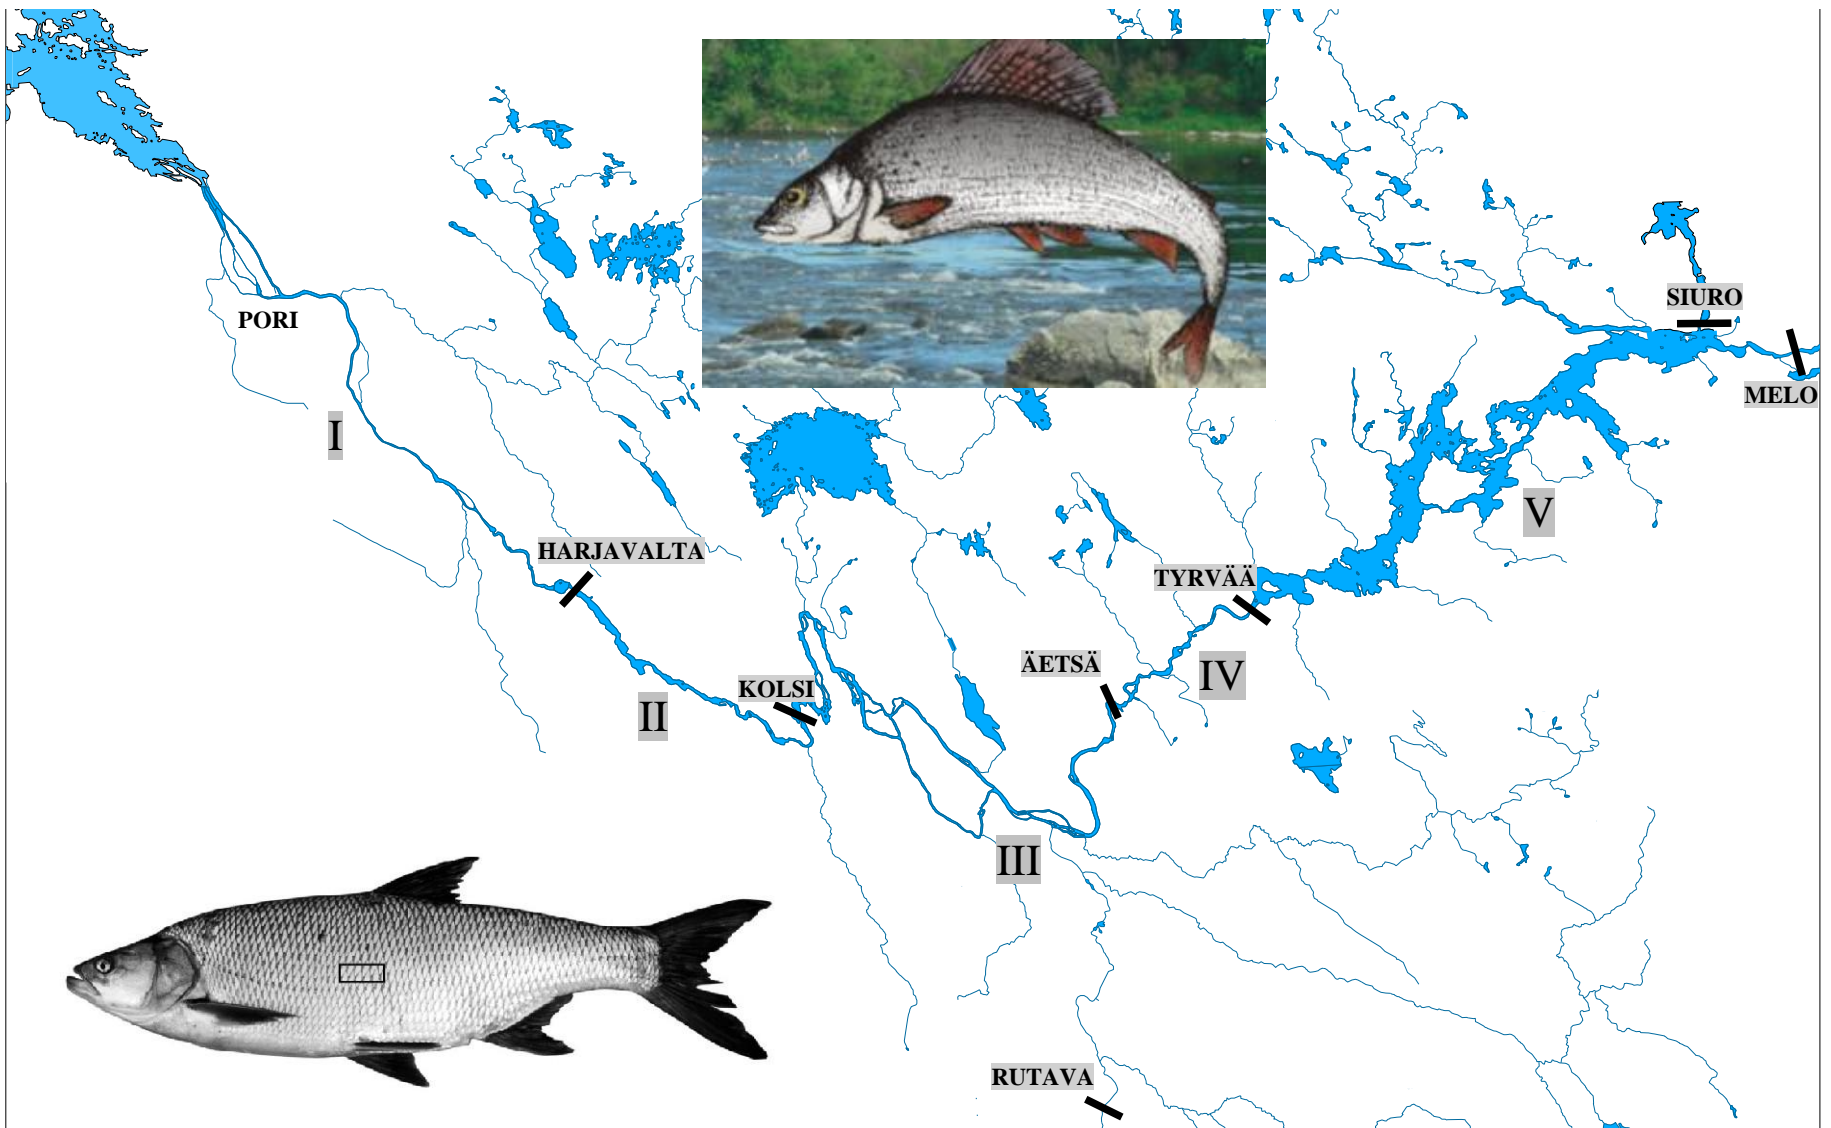 SIURO
PORI
MELO
I
V
HARJAVALTA
TYRVÄÄ
ÄETSÄ
IV
KOLSI
II
III
RUTAVA